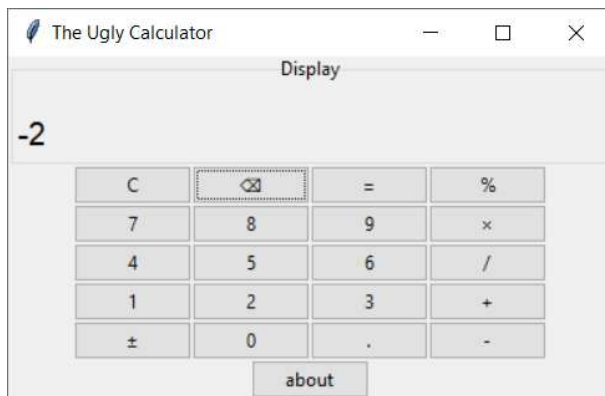 The Ugly Calculator
Display
-2
C ⌫ = %
7 8 9 ×
4 5 6 /
1 2 3 +
± 0 . -
about